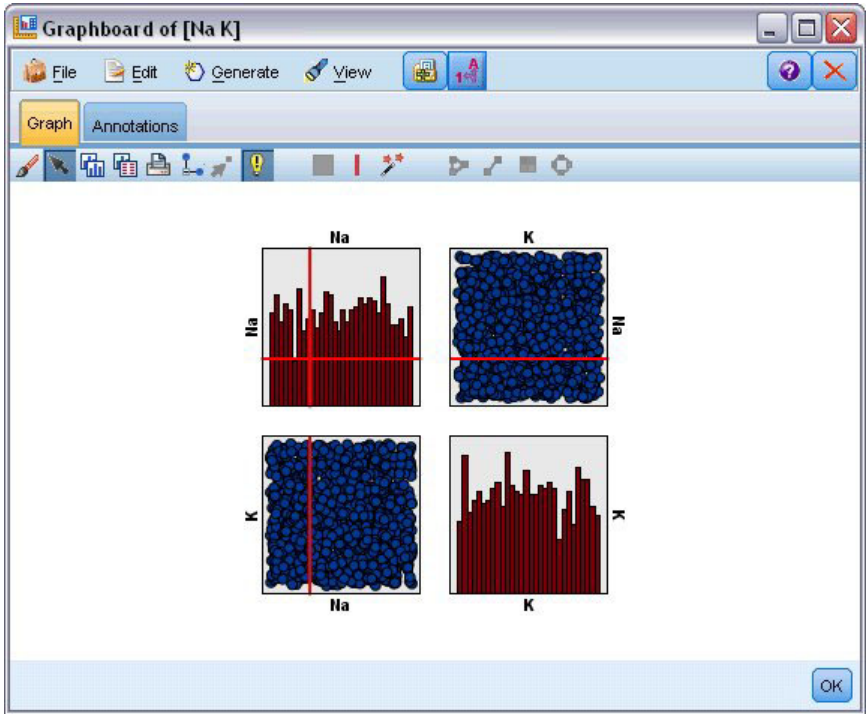 Graphboard of [Na K]
File Edit Generate View
Graph Annotations
Na K
Na Na
K K
Na K
OK